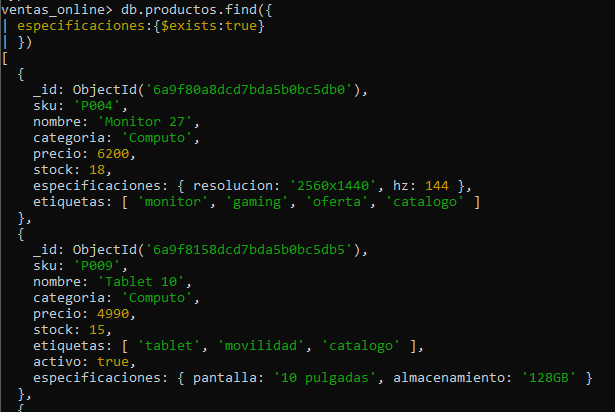 ventas_online> db.productos.find({
| especificaciones:{$exists:true}
| })
[
  {
    _id: ObjectId('6a9f80a8dcd7bda5b0bc5db0'),
    sku: 'P004',
    nombre: 'Monitor 27',
    categoria: 'Computo',
    precio: 6200,
    stock: 18,
    especificaciones: { resolucion: '2560x1440', hz: 144 },
    etiquetas: [ 'monitor', 'gaming', 'oferta', 'catalogo' ]
  },
  {
    _id: ObjectId('6a9f8158dcd7bda5b0bc5db5'),
    sku: 'P009',
    nombre: 'Tablet 10',
    categoria: 'Computo',
    precio: 4990,
    stock: 15,
    etiquetas: [ 'tablet', 'movilidad', 'catalogo' ],
    activo: true,
    especificaciones: { pantalla: '10 pulgadas', almacenamiento: '128GB' }
  },
  {